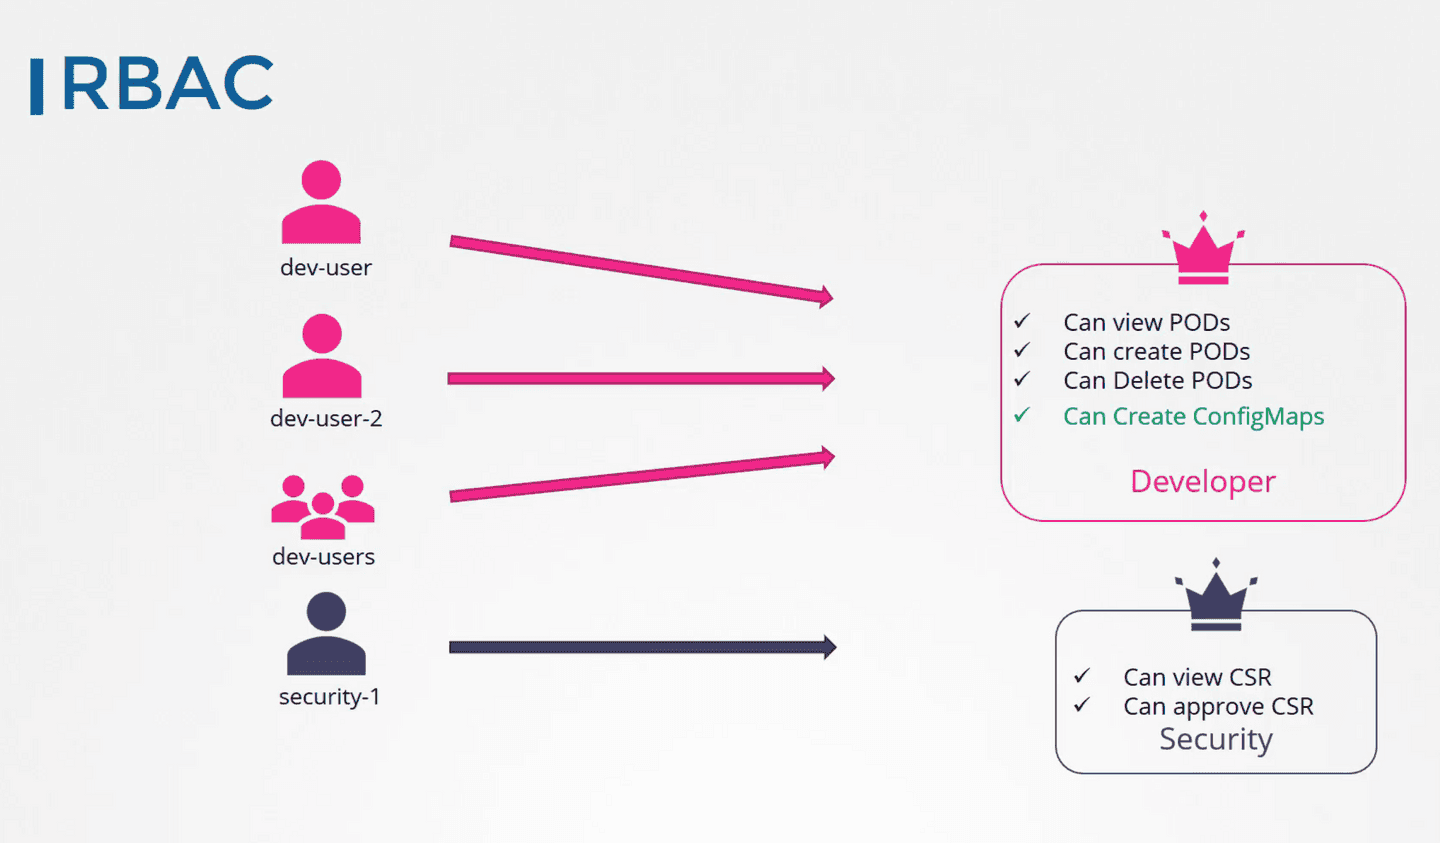 RBAC
dev-user
dev-user-2
dev-users
security-1
Can view PODs
Can create PODs
Can Delete PODs
Can Create ConfigMaps
Developer
Can view CSR
Can approve CSR
Security